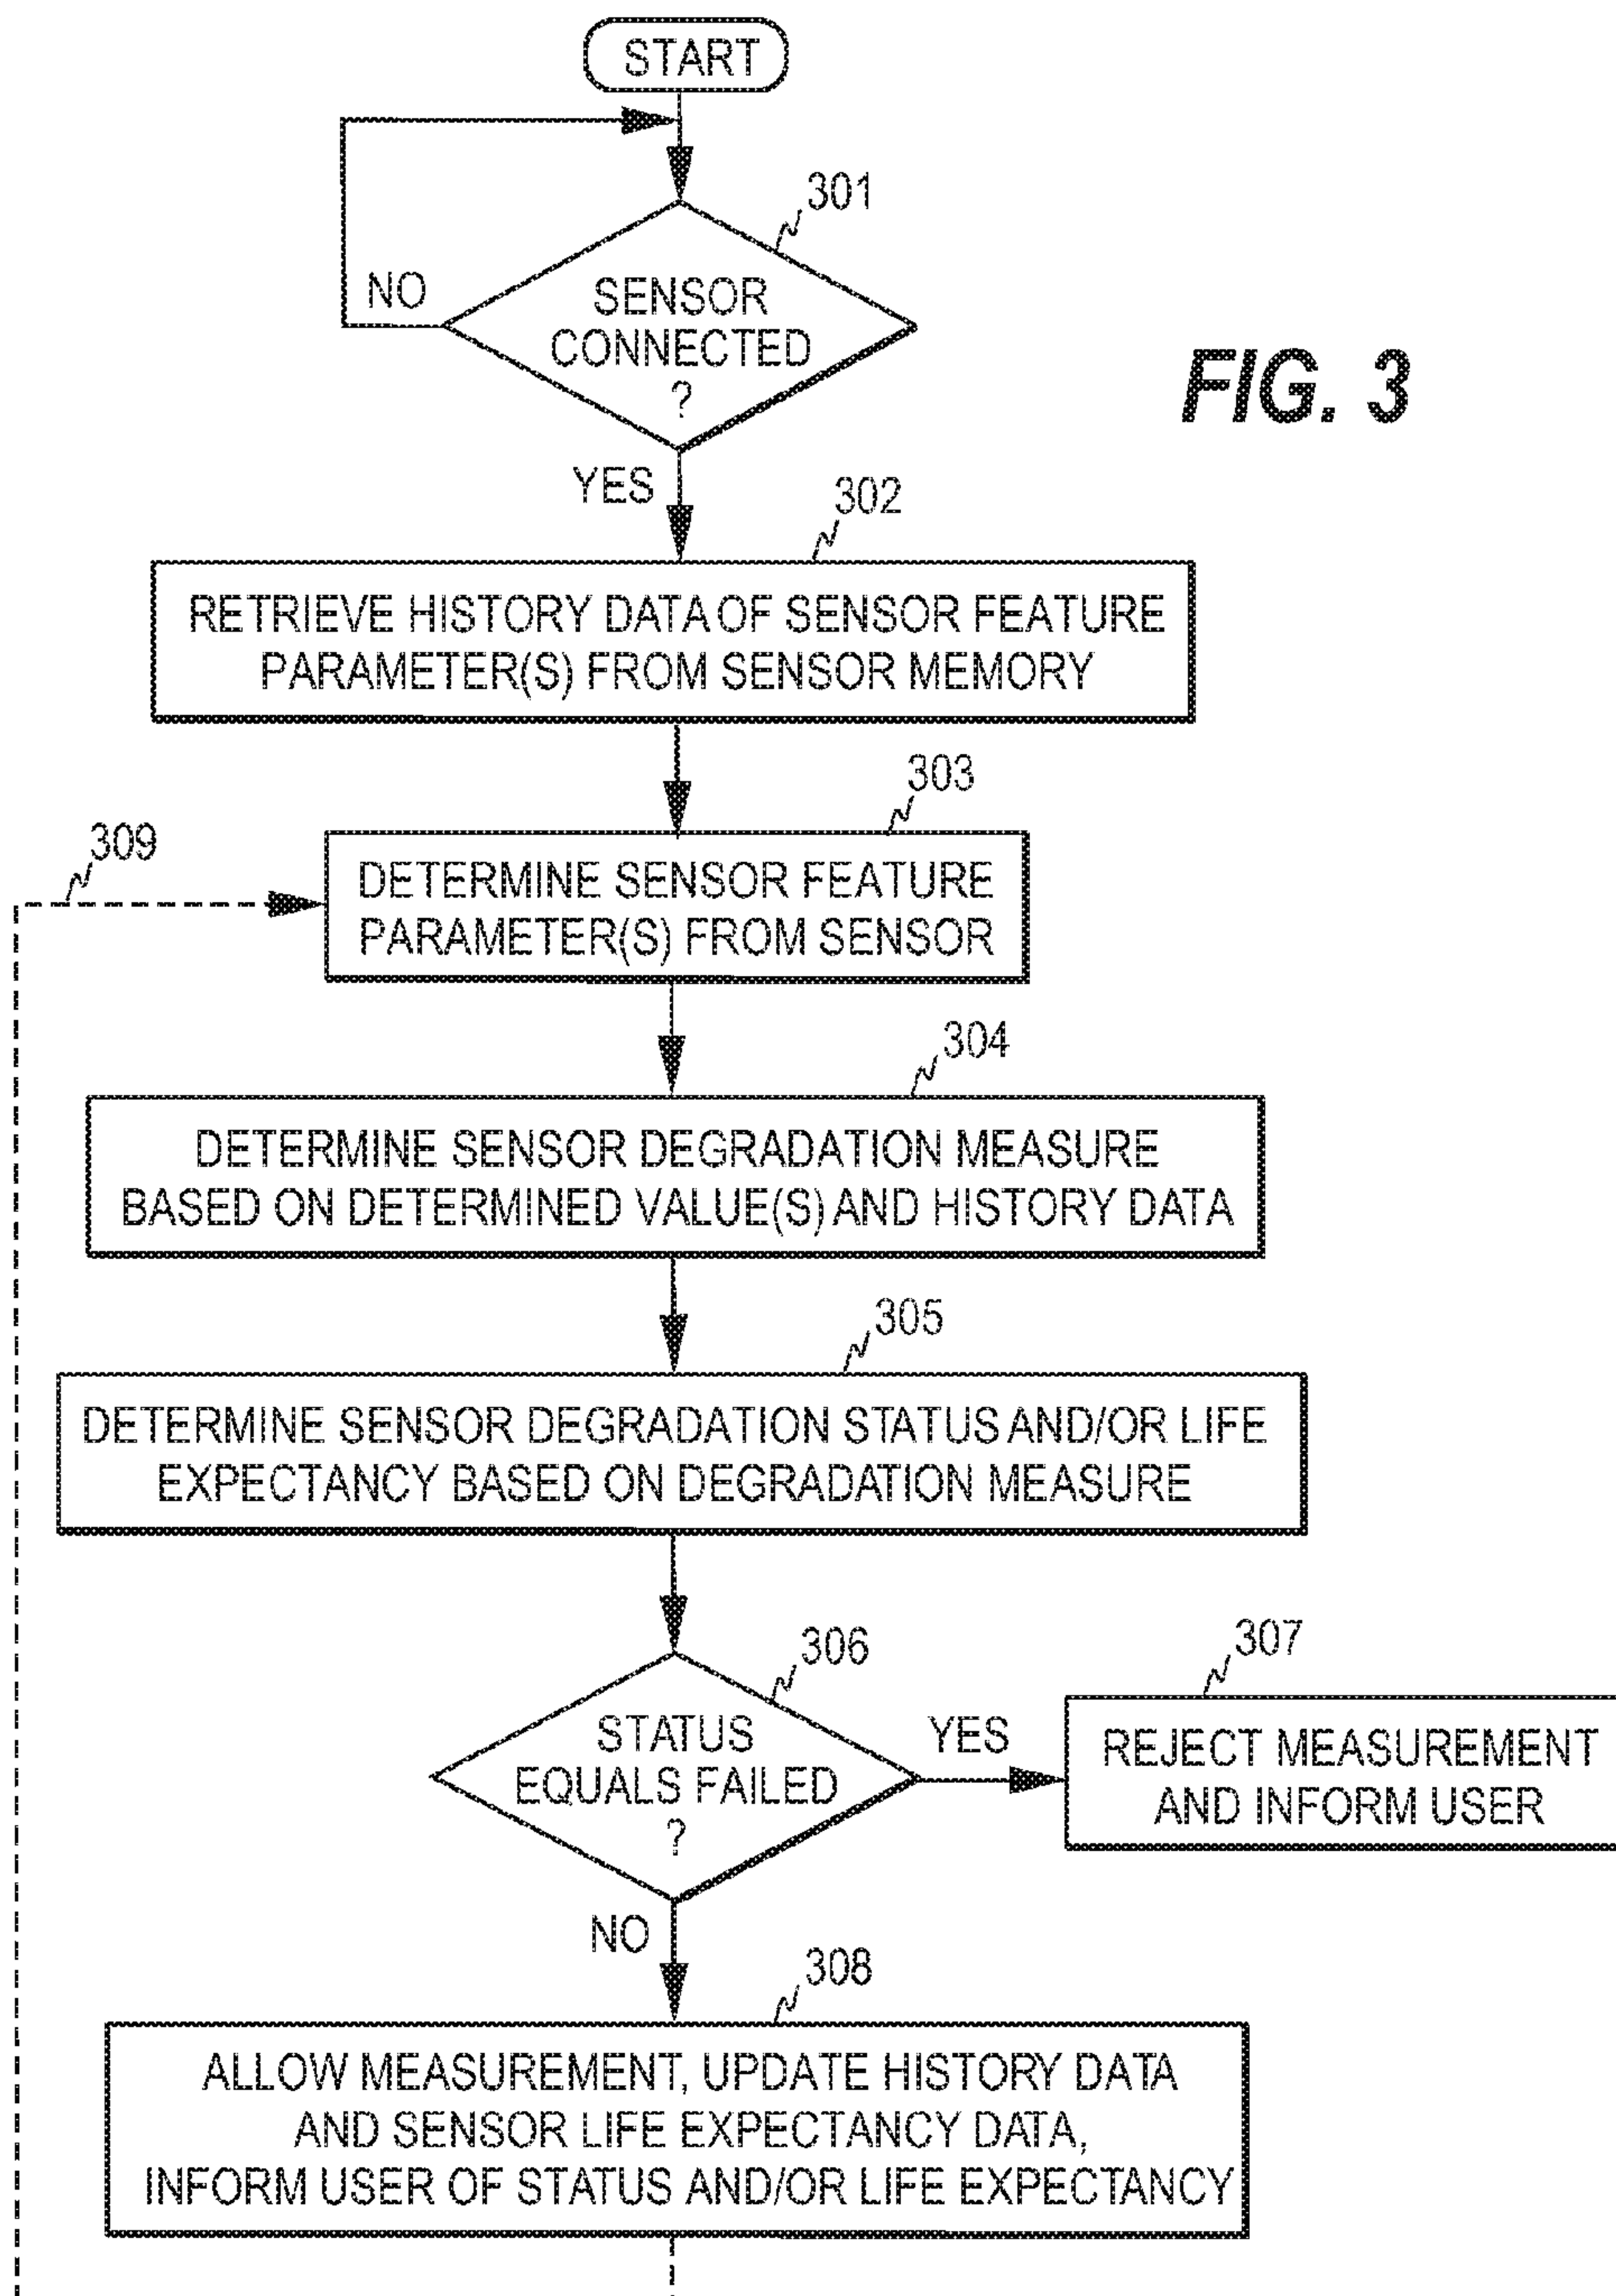 START
301
NO
SENSOR
CONNECTED
?
FIG. 3
YES
302
RETRIEVE HISTORY DATA OF SENSOR FEATURE
PARAMETER(S) FROM SENSOR MEMORY
303
309
DETERMINE SENSOR FEATURE
PARAMETER(S) FROM SENSOR
304
DETERMINE SENSOR DEGRADATION MEASURE
BASED ON DETERMINED VALUE(S) AND HISTORY DATA
305
DETERMINE SENSOR DEGRADATION STATUS AND/OR LIFE
EXPECTANCY BASED ON DEGRADATION MEASURE
306
307
STATUS
EQUALS FAILED
?
YES
REJECT MEASUREMENT
AND INFORM USER
NO
308
ALLOW MEASUREMENT, UPDATE HISTORY DATA
AND SENSOR LIFE EXPECTANCY DATA,
INFORM USER OF STATUS AND/OR LIFE EXPECTANCY